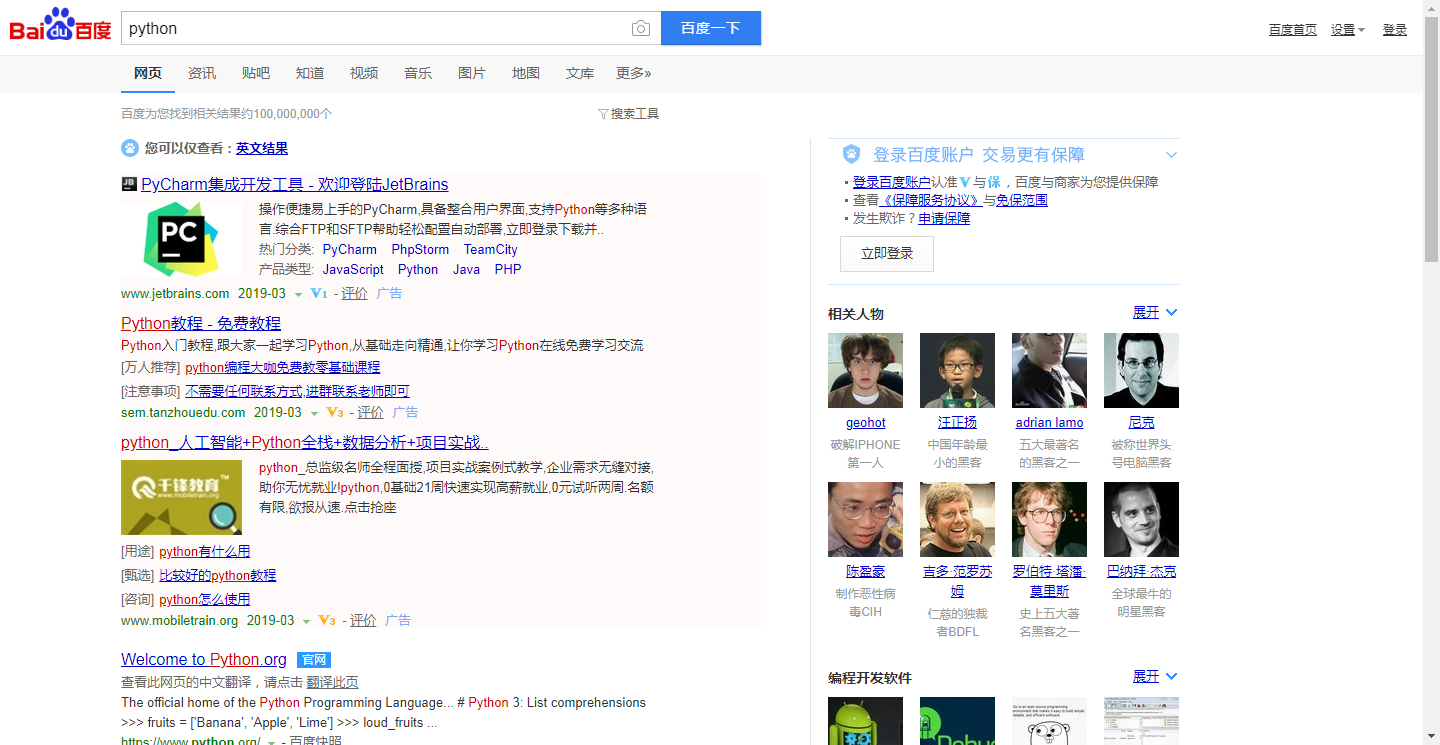 Bai du 百度
python
百度一下
百度首页 设置 登录
网页 资讯 贴吧 知道 视频 音乐 图片 地图 文库 更多»
百度为您找到相关结果约100,000,000个
搜索工具
您可以仅查看：英文结果
JB PyCharm集成开发工具 - 欢迎登陆JetBrains
PC
操作便捷易上手的PyCharm,具备整合用户界面,支持Python等多种语
言.综合FTP和SFTP帮助轻松配置自动部署,立即登录下载并..
热门分类: PyCharm PhpStorm TeamCity
产品类型: JavaScript Python Java PHP
www.jetbrains.com 2019-03 V1 - 评价 广告
Python教程 - 免费教程
Python入门教程,跟大家一起学习Python,从基础走向精通,让你学习Python在线免费学习交流
[万人推荐] python编程大咖免费教零基础课程
[注意事项] 不需要任何联系方式,进群联系老师即可
sem.tanzhouedu.com 2019-03 V3 - 评价 广告
python_人工智能+Python全栈+数据分析+项目实战..
千锋教育™
www.mobiletrain.org
python_总监级名师全程面授,项目实战案例式教学,企业需求无缝对接,
助你无忧就业!python,0基础21周快速实现高薪就业,0元试听两周.名额
有限,欲报从速.点击抢座
[用途] python有什么用
[甄选] 比较好的python教程
[咨询] python怎么使用
www.mobiletrain.org 2019-03 V3 - 评价 广告
Welcome to Python.org 官网
查看此网页的中文翻译，请点击 翻译此页
The official home of the Python Programming Language... # Python 3: List comprehensions
>>> fruits = ['Banana', 'Apple', 'Lime'] >>> loud_fruits ...
https://www.python.org/ - 百度快照
登录百度账户 交易更有保障
登录百度账户认准V与保，百度与商家为您提供保障
查看《保障服务协议》与免保范围
发生欺诈？申请保障
立即登录
相关人物 展开
geohot 汪正扬 adrian lamo 尼克
破解IPHONE 中国年龄最 五大最著名 被称世界头
第一人 小的黑客 的黑客之一 号电脑黑客
陈盈豪 吉多·范罗苏 罗伯特·塔潘· 巴纳拜·杰克
姆 莫里斯
制作恶性病 仁慈的独裁 史上五大著 全球最牛的
毒CIH 者BDFL 名黑客之一 明星黑客
编程开发软件 展开
Go is an open source programming
environment that makes it easy to build simple,
reliable, and efficient software.